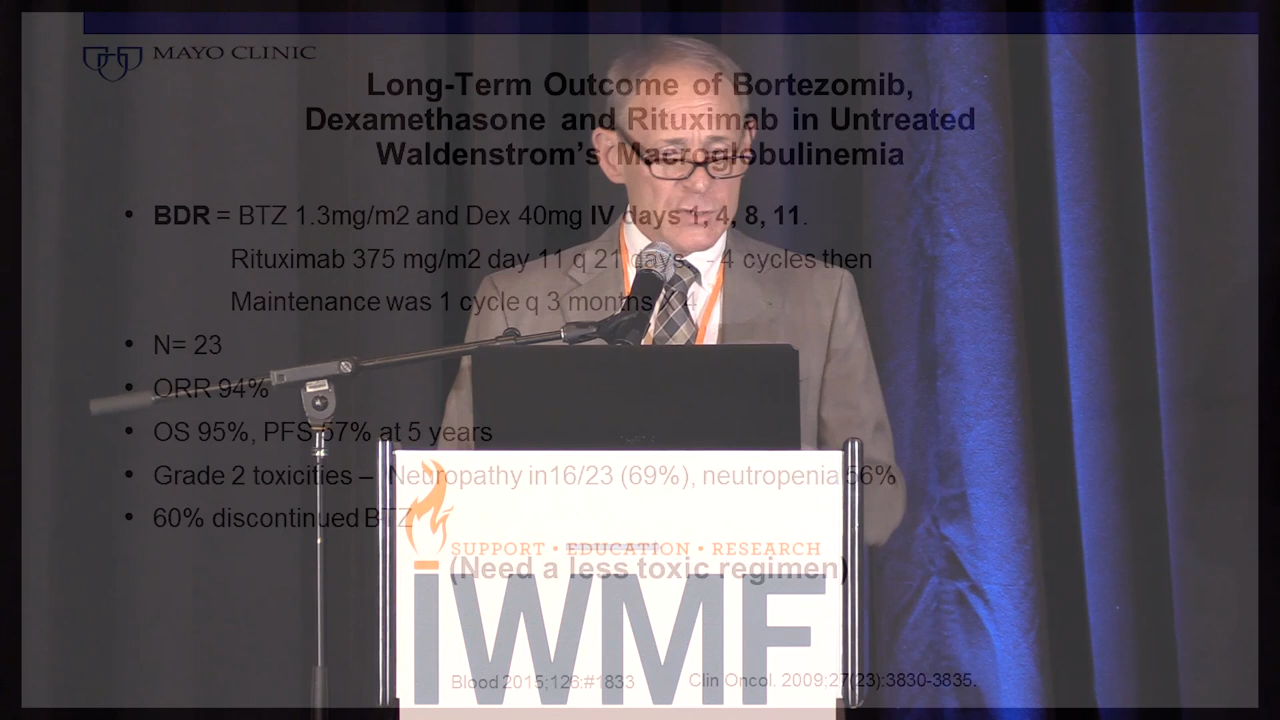 MAYO CLINIC
Long-Term Outcome of Bortezomib,
Dexamethasone and Rituximab in Untreated
Waldenstrom's Macroglobulinemia
• BDR = BTZ 1.3mg/m2 and Dex 40mg IV days 1, 4, 8, 11.
Rituximab 375 mg/m2 day 11 q 21 days - 4 cycles then
Maintenance was 1 cycle q 3 months X 4
• N= 23
• ORR 94%
• OS 95%, PFS 57% at 5 years
• Grade 2 toxicities – Neuropathy in16/23 (69%), neutropenia 56%
• 60% discontinued BTZ
SUPPORT • EDUCATION • RESEARCH
(Need a less toxic regimen)
IWMF
Blood 2015;126:#1833 Clin Oncol. 2009;27(23):3830-3835.